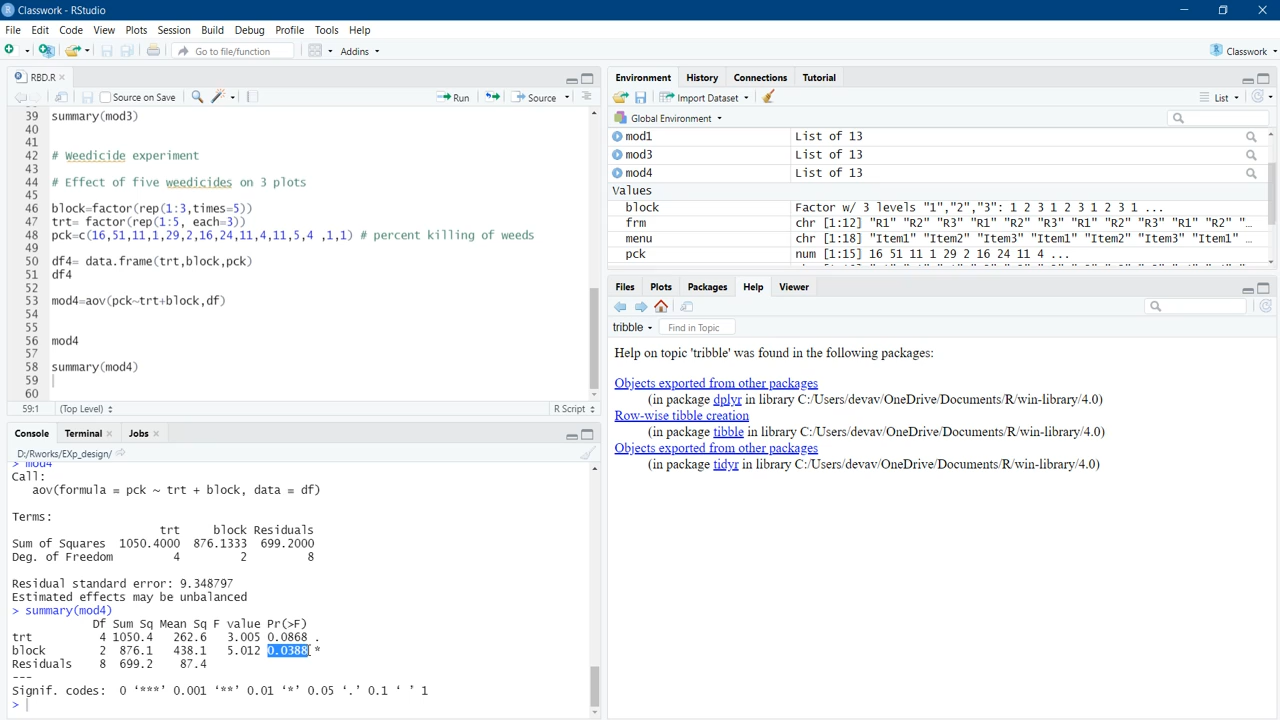 Classwork - RStudio
File Edit Code View Plots Session Build Debug Profile Tools Help
Go to file/function Addins Classwork
RBD.R
Source on Save Run Source
39 summary(mod3)
40
41
42 # Weedicide experiment
43
44 # Effect of five weedicides on 3 plots
45
46 block=factor(rep(1:3,times=5))
47 trt= factor(rep(1:5, each=3))
48 pck=c(16,51,11,1,29,2,16,24,11,4,11,5,4 ,1,1) # percent killing of weeds
49
50 df4= data.frame(trt,block,pck)
51 df4
52
53 mod4=aov(pck~trt+block,df)
54
55
56 mod4
57
58 summary(mod4)
59
60
59:1 (Top Level) R Script
Console Terminal Jobs
D:/Rworks/EXp_design/
> mod4
Call:
aov(formula = pck ~ trt + block, data = df)
Terms:
trt block Residuals
Sum of Squares 1050.4000 876.1333 699.2000
Deg. of Freedom 4 2 8
Residual standard error: 9.348797
Estimated effects may be unbalanced
> summary(mod4)
Df Sum Sq Mean Sq F value Pr(>F)
trt 4 1050.4 262.6 3.005 0.0868 .
block 2 876.1 438.1 5.012 0.0388 *
Residuals 8 699.2 87.4
---
Signif. codes: 0 ‘***’ 0.001 ‘**’ 0.01 ‘*’ 0.05 ‘.’ 0.1 ‘ ’ 1
>
Environment History Connections Tutorial
Import Dataset List
Global Environment
mod1 List of 13
mod3 List of 13
mod4 List of 13
Values
block Factor w/ 3 levels "1","2","3": 1 2 3 1 2 3 1 2 3 1 ...
frm chr [1:12] "R1" "R2" "R3" "R1" "R2" "R3" "R1" "R2" "R3" "R1" "R2" "…
menu chr [1:18] "Item1" "Item2" "Item3" "Item1" "Item2" "Item3" "Item1" …
pck num [1:15] 16 51 11 1 29 2 16 24 11 4 ...
Files Plots Packages Help Viewer
tribble Find in Topic
Help on topic 'tribble' was found in the following packages:
Objects exported from other packages
(in package dplyr in library C:/Users/devav/OneDrive/Documents/R/win-library/4.0)
Row-wise tibble creation
(in package tibble in library C:/Users/devav/OneDrive/Documents/R/win-library/4.0)
Objects exported from other packages
(in package tidyr in library C:/Users/devav/OneDrive/Documents/R/win-library/4.0)